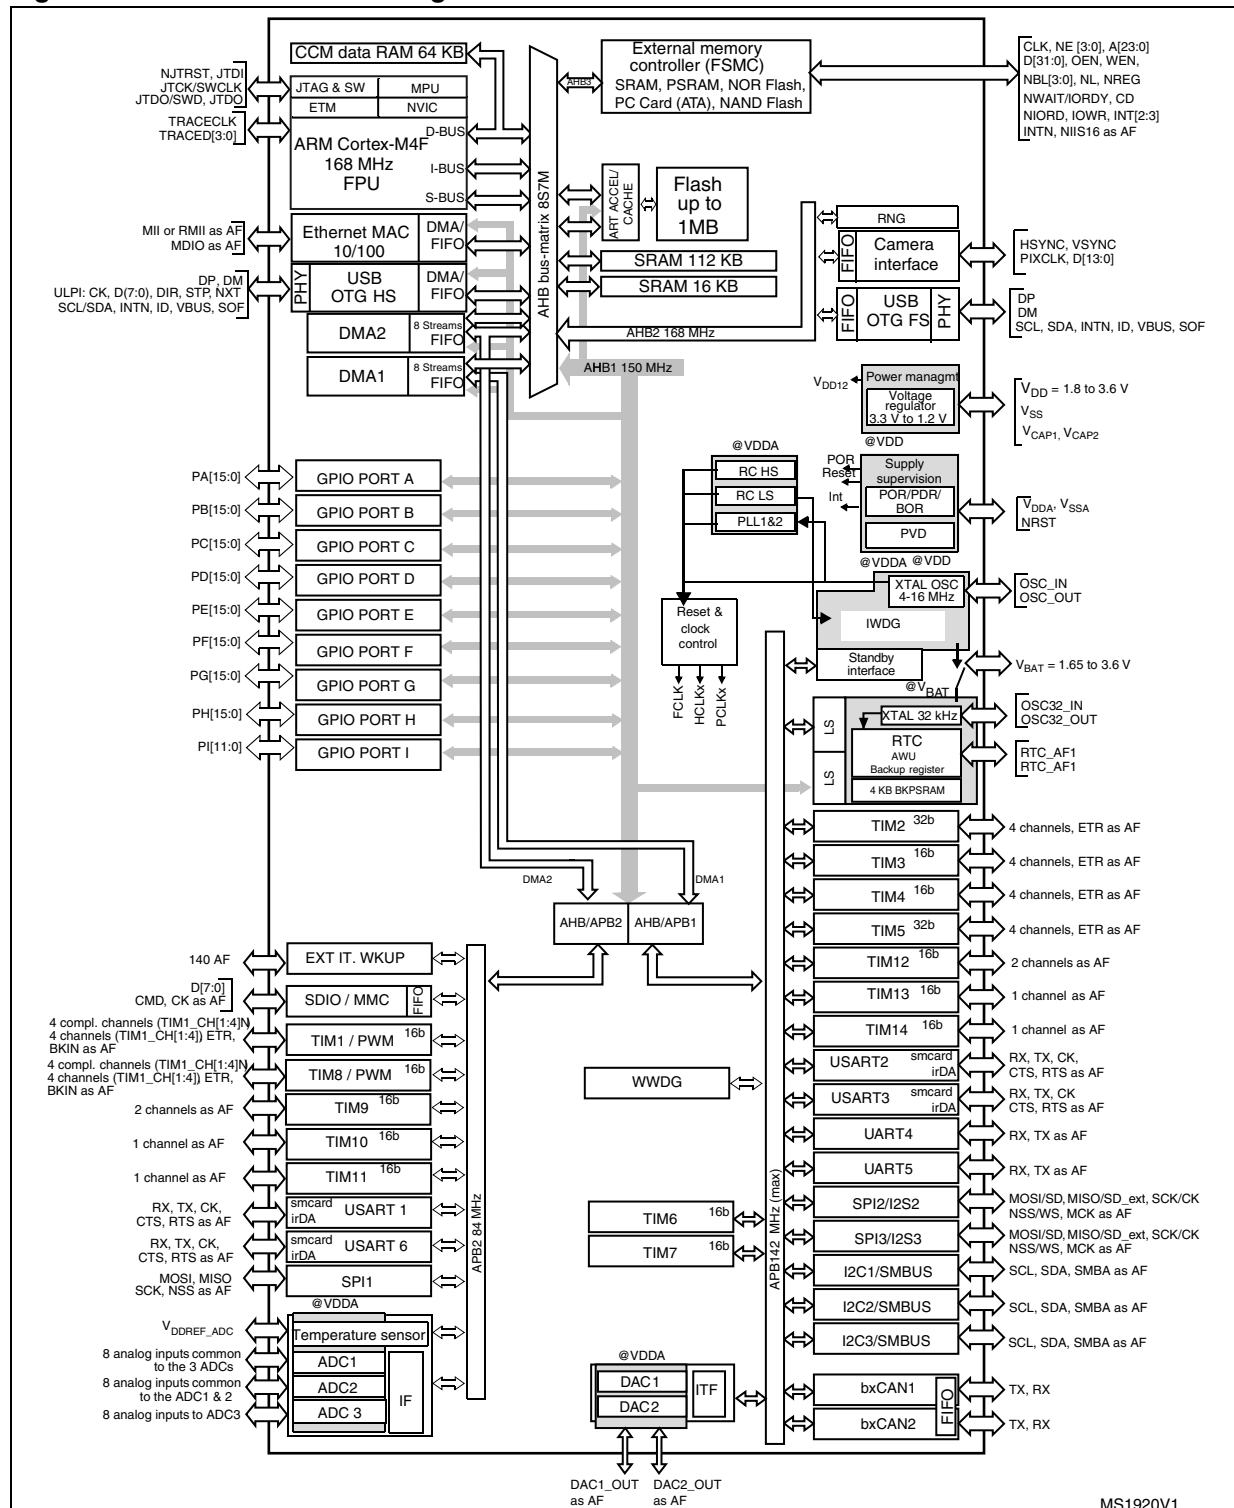 CCM data RAM 64 KB
External memory
controller (FSMC)
SRAM, PSRAM, NOR Flash,
PC Card (ATA), NAND Flash
AHB3
CLK, NE [3:0], A[23:0]
D[31:0], OEN, WEN,
NBL[3:0], NL, NREG
NWAIT/IORDY, CD
NIORD, IOWR, INT[2:3]
INTN, NIIS16 as AF
NJTRST, JTDI
JTCK/SWCLK
JTDO/SWD, JTDO
TRACECLK
TRACED[3:0]
JTAG & SW
MPU
ETM
NVIC
ARM Cortex-M4F
168 MHz
FPU
D-BUS
I-BUS
S-BUS
AHB bus-matrix 8S7M
ART ACCEL/
CACHE
Flash
up to
1MB
SRAM 112 KB
SRAM 16 KB
MII or RMII as AF
MDIO as AF
Ethernet MAC
10/100
DMA/
FIFO
DP, DM
ULPI: CK, D(7:0), DIR, STP, NXT
SCL/SDA, INTN, ID, VBUS, SOF
PHY
USB
OTG HS
DMA/
FIFO
DMA2
8 Streams
FIFO
DMA1
8 Streams
FIFO
AHB2 168 MHz
AHB1 150 MHz
RNG
FIFO
Camera
interface
HSYNC, VSYNC
PIXCLK, D[13:0]
FIFO
USB
OTG FS
PHY
DP
DM
SCL, SDA, INTN, ID, VBUS, SOF
VDD12
Power managmt
Voltage
regulator
3.3 V to 1.2 V
VDD = 1.8 to 3.6 V
VSS
VCAP1, VCAP2
@VDD
@VDDA
RC HS
RC LS
PLL1&2
POR
Reset
Int
Supply
supervision
POR/PDR/
BOR
PVD
VDDA, VSSA
NRST
@VDDA @VDD
XTAL OSC
4-16 MHz
OSC_IN
OSC_OUT
IWDG
Reset &
clock
control
FCLK
HCLKx
PCLKx
Standby
interface
VBAT = 1.65 to 3.6 V
@VBAT
LS
LS
XTAL 32 kHz
OSC32_IN
OSC32_OUT
RTC
AWU
Backup register
4 KB BKPSRAM
RTC_AF1
RTC_AF1
PA[15:0]
GPIO PORT A
PB[15:0]
GPIO PORT B
PC[15:0]
GPIO PORT C
PD[15:0]
GPIO PORT D
PE[15:0]
GPIO PORT E
PF[15:0]
GPIO PORT F
PG[15:0]
GPIO PORT G
PH[15:0]
GPIO PORT H
PI[11:0]
GPIO PORT I
DMA2
DMA1
AHB/APB2
AHB/APB1
TIM2 32b
4 channels, ETR as AF
TIM3 16b
4 channels, ETR as AF
TIM4 16b
4 channels, ETR as AF
TIM5 32b
4 channels, ETR as AF
TIM12 16b
2 channels as AF
TIM13 16b
1 channel as AF
TIM14 16b
1 channel as AF
USART2 smcard
irDA
RX, TX, CK,
CTS, RTS as AF
USART3 smcard
irDA
RX, TX, CK
CTS, RTS as AF
UART4
RX, TX as AF
UART5
RX, TX as AF
SPI2/I2S2
MOSI/SD, MISO/SD_ext, SCK/CK
NSS/WS, MCK as AF
SPI3/I2S3
MOSI/SD, MISO/SD_ext, SCK/CK
NSS/WS, MCK as AF
I2C1/SMBUS
SCL, SDA, SMBA as AF
I2C2/SMBUS
SCL, SDA, SMBA as AF
I2C3/SMBUS
SCL, SDA, SMBA as AF
bxCAN1
TX, RX
bxCAN2
TX, RX
FIFO
APB142 MHz (max)
WWDG
TIM6 16b
TIM7 16b
@VDDA
DAC1
DAC2
ITF
DAC1_OUT
as AF
DAC2_OUT
as AF
140 AF
EXT IT. WKUP
D[7:0]
CMD, CK as AF
SDIO / MMC
FIFO
4 compl. channels (TIM1_CH[1:4]N
4 channels (TIM1_CH[1:4]) ETR,
BKIN as AF
TIM1 / PWM 16b
4 compl. channels (TIM1_CH[1:4]N
4 channels (TIM1_CH[1:4]) ETR,
BKIN as AF
TIM8 / PWM 16b
2 channels as AF
TIM9 16b
1 channel as AF
TIM10 16b
1 channel as AF
TIM11 16b
RX, TX, CK,
CTS, RTS as AF
smcard
irDA USART 1
RX, TX, CK,
CTS, RTS as AF
smcard
irDA USART 6
MOSI, MISO
SCK, NSS as AF
SPI1
APB2 84 MHz
@VDDA
VDDREF_ADC
Temperature sensor
8 analog inputs common
to the 3 ADCs
ADC1
8 analog inputs common
to the ADC1 & 2
ADC2
8 analog inputs to ADC3
ADC 3
IF
MS1920V1